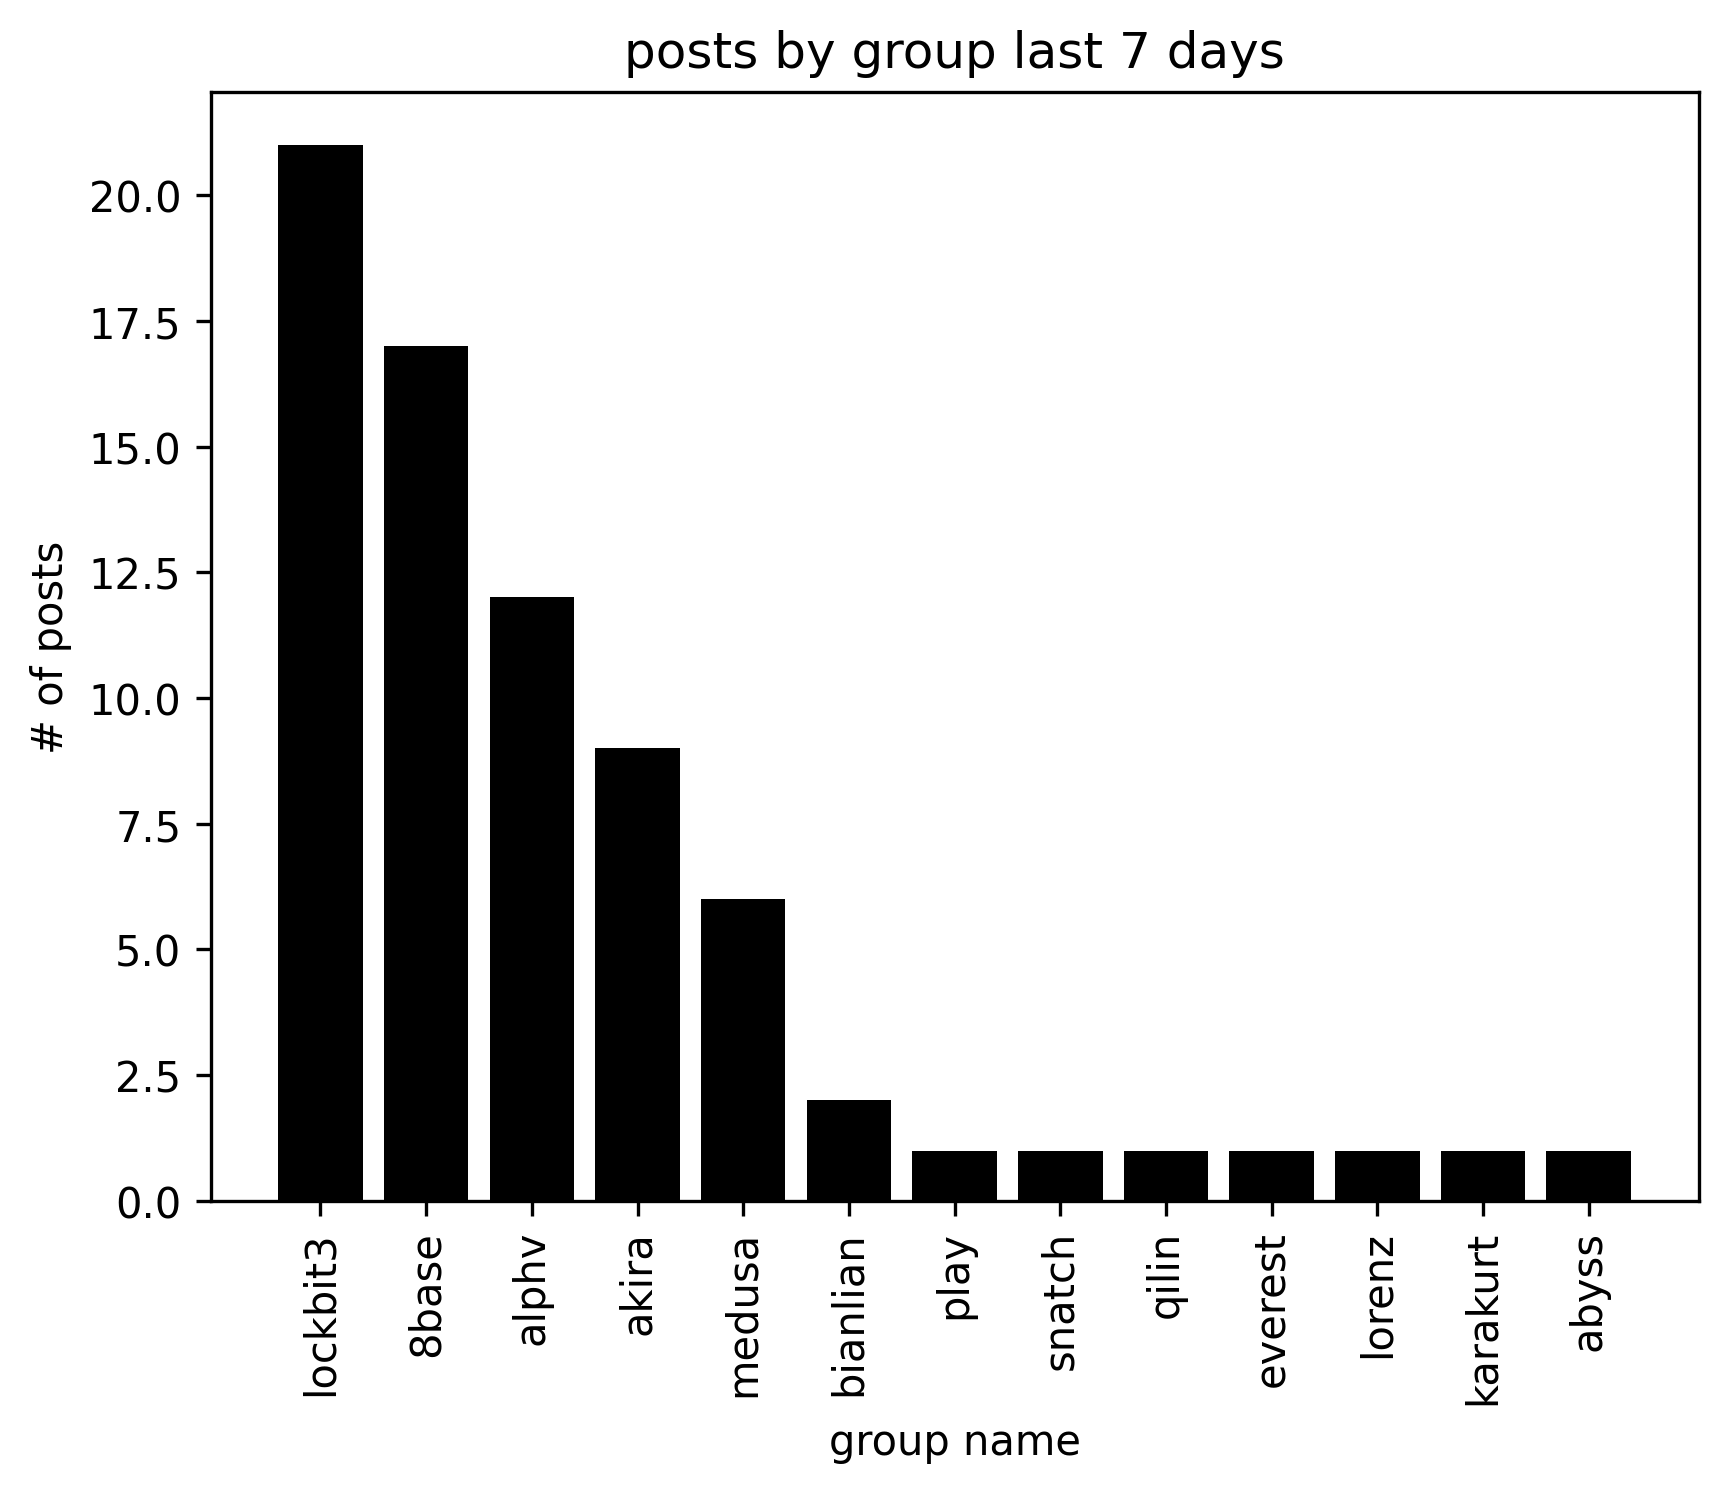 posts by group last 7 days
# of posts
20.0
17.5
15.0
12.5
10.0
7.5
5.0
2.5
0.0
lockbit3
8base
alphv
akira
medusa
bianlian
play
snatch
qilin
everest
lorenz
karakurt
abyss
group name